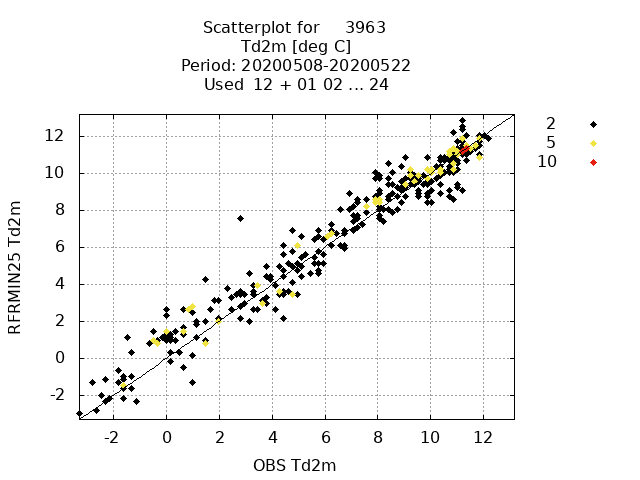 Scatterplot for 3963
Td2m [deg C]
Period: 20200508-20200522
Used 12 + 01 02 ... 24
2
5
10
12
10
8
6
4
2
0
-2
RFRMIN25 Td2m
-2 0 2 4 6 8 10 12
OBS Td2m